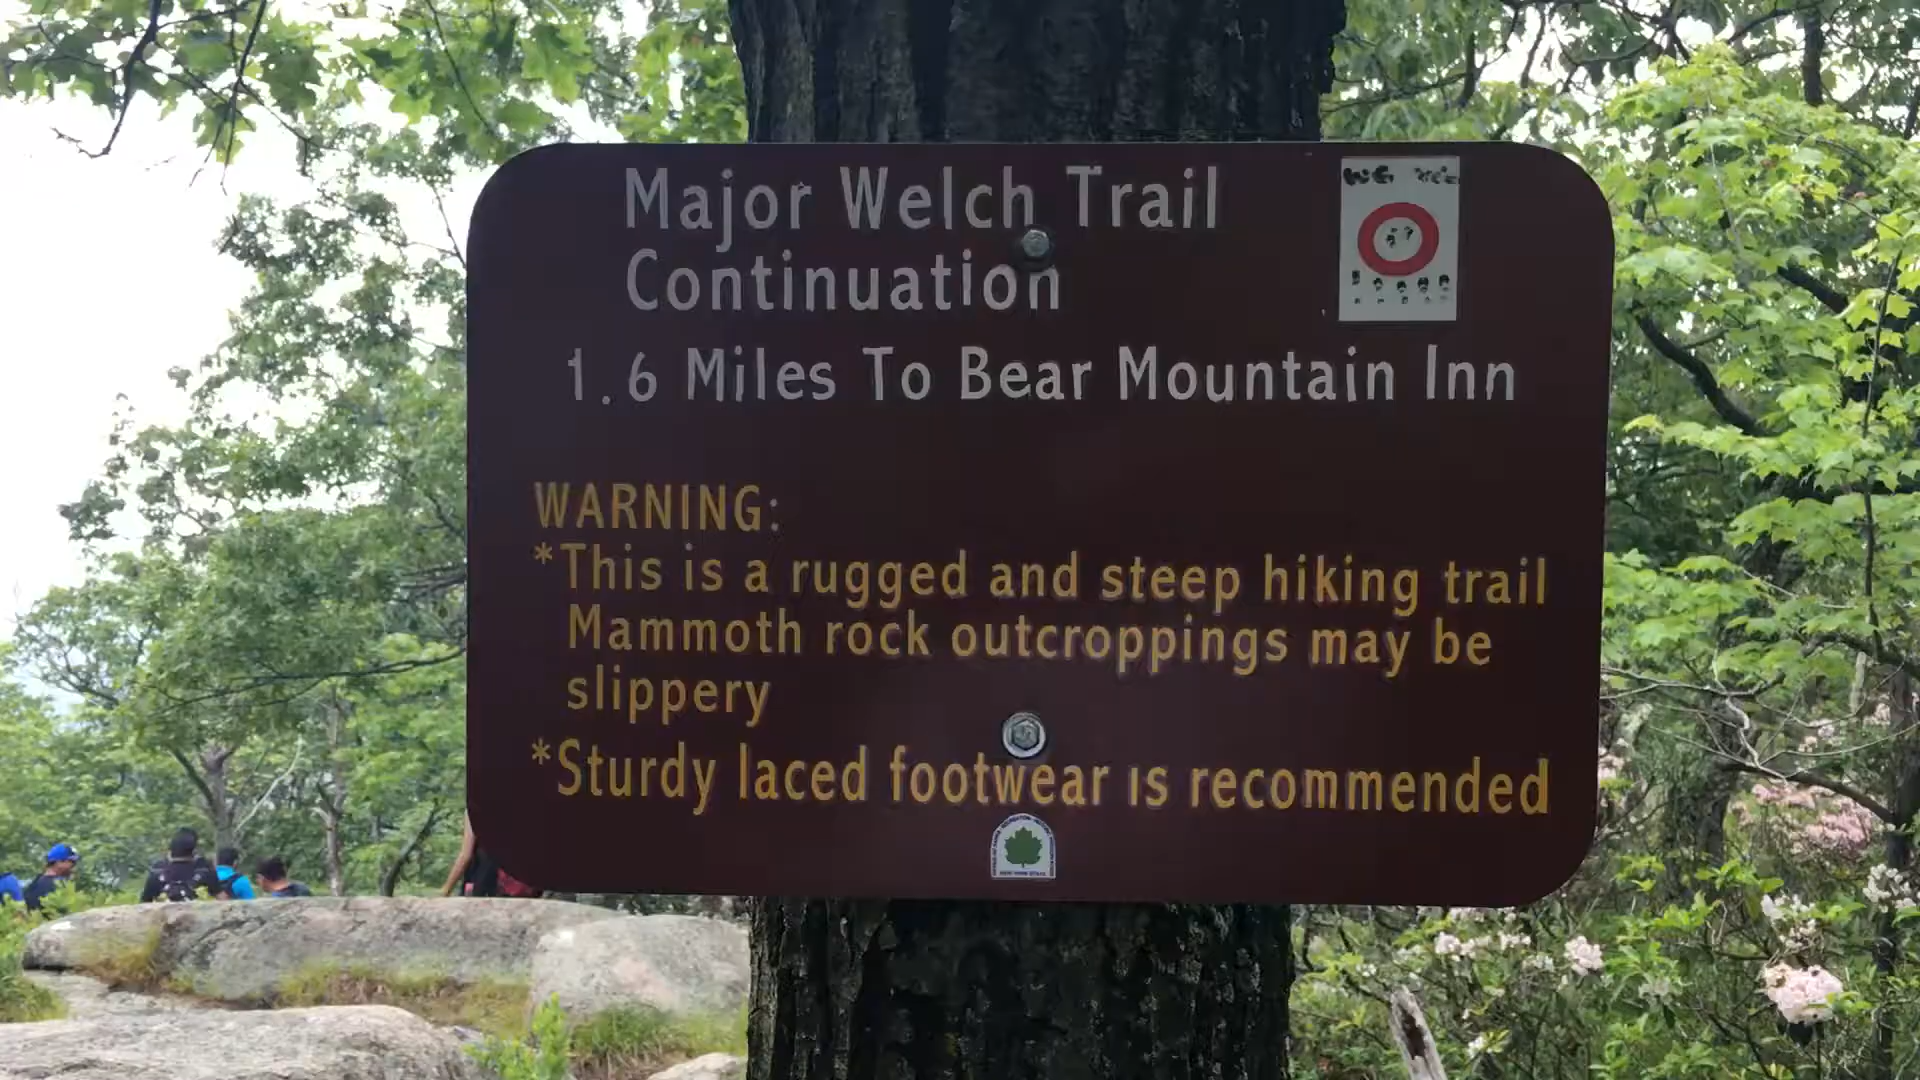 Major Welch Trail
Continuation
1.6 Miles To Bear Mountain Inn
WARNING:
*This is a rugged and steep hiking trail
Mammoth rock outcroppings may be
slippery
*Sturdy laced footwear is recommended